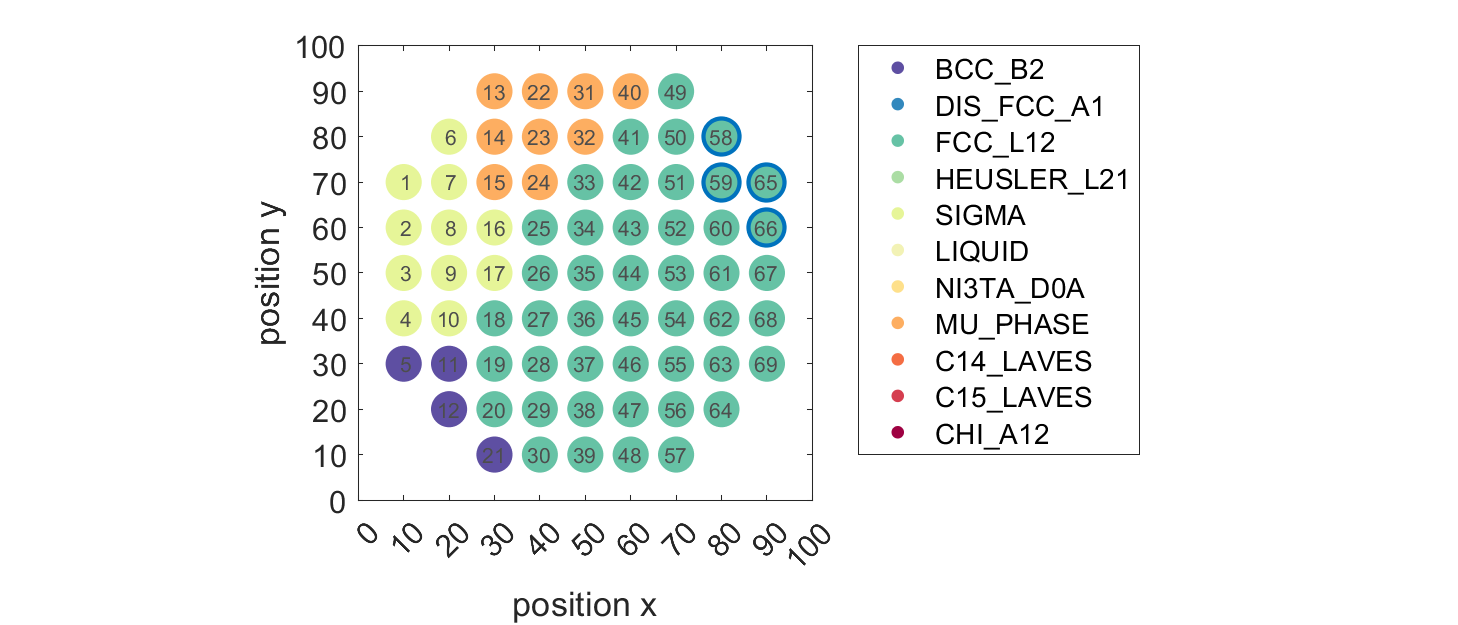 100
90 13 22 31 40 49
80 6 14 23 32 41 50 58
70 1 7 15 24 33 42 51 59 65
60 2 8 16 25 34 43 52 60 66
50 3 9 17 26 35 44 53 61 67
40 4 10 18 27 36 45 54 62 68
30 5 11 19 28 37 46 55 63 69
20 12 20 29 38 47 56 64
10 21 30 39 48 57
0
0 10 20 30 40 50 60 70 80 90 100
position x
position y
BCC_B2
DIS_FCC_A1
FCC_L12
HEUSLER_L21
SIGMA
LIQUID
NI3TA_D0A
MU_PHASE
C14_LAVES
C15_LAVES
CHI_A12